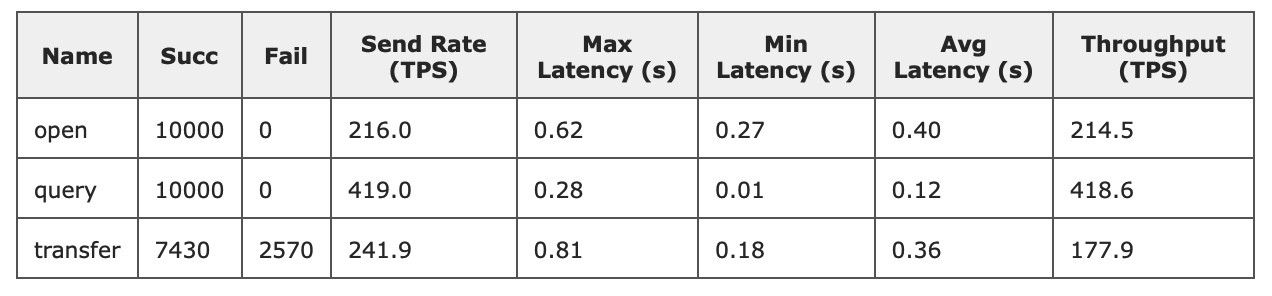 Name Succ Fail Send Rate (TPS) Max Latency (s) Min Latency (s) Avg Latency (s) Throughput (TPS)
open 10000 0 216.0 0.62 0.27 0.40 214.5
query 10000 0 419.0 0.28 0.01 0.12 418.6
transfer 7430 2570 241.9 0.81 0.18 0.36 177.9